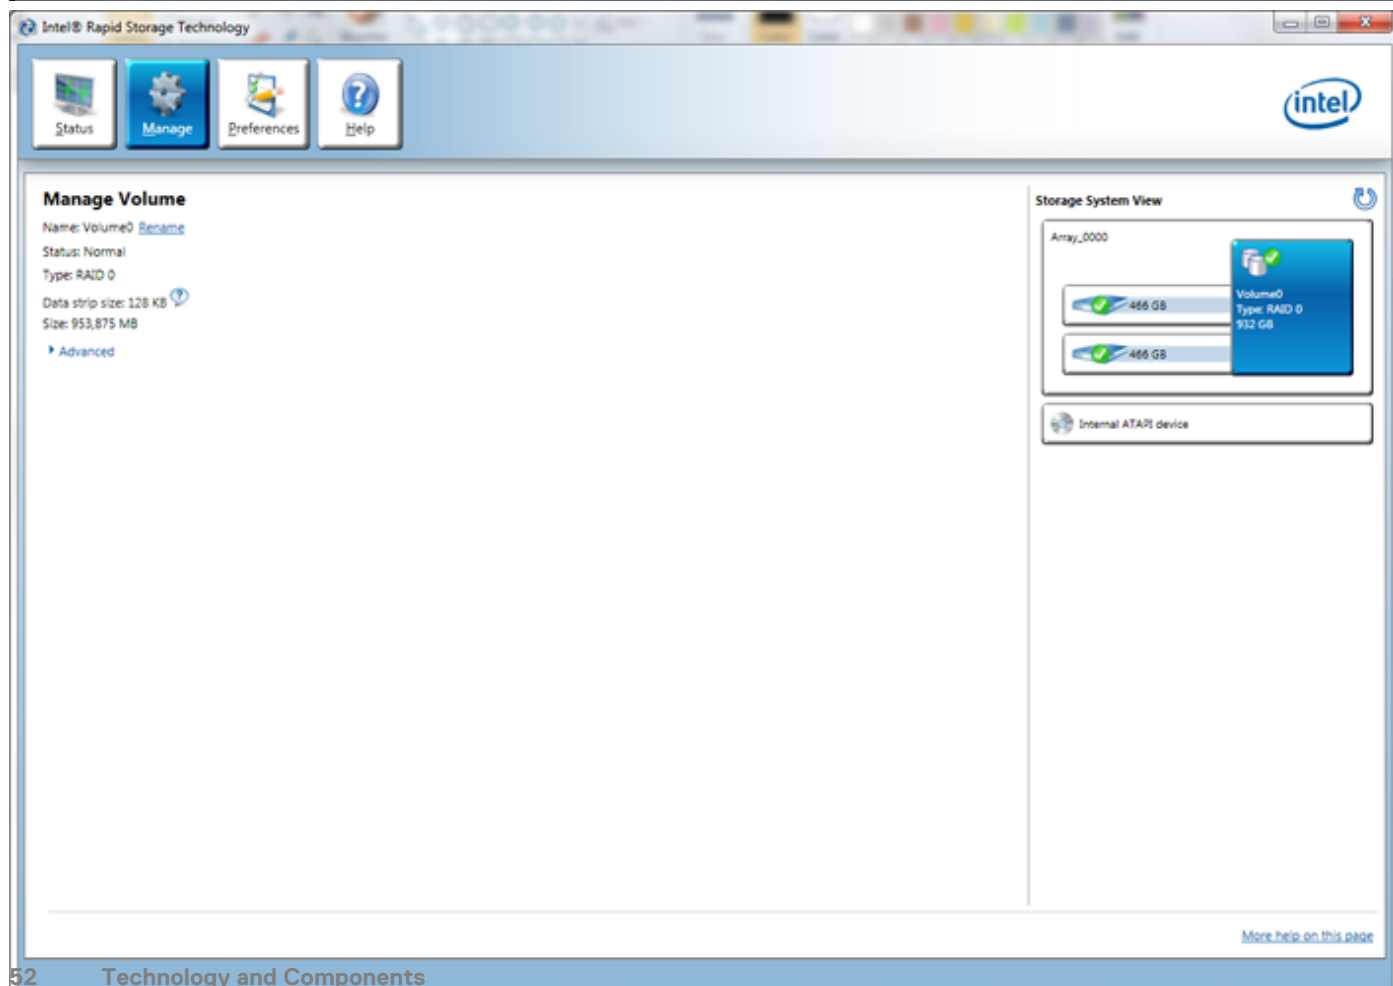 Intel® Rapid Storage Technology
Status
Manage
Preferences
Help
intel
Manage Volume
Name: Volume0 Rename
Status: Normal
Type: RAID 0
Data strip size: 128 KB ?
Size: 953,875 MB
Advanced
Storage System View
Array_0000
466 GB
466 GB
Volume0
Type: RAID 0
932 GB
Internal ATAPI device
More help on this page
52 Technology and Components